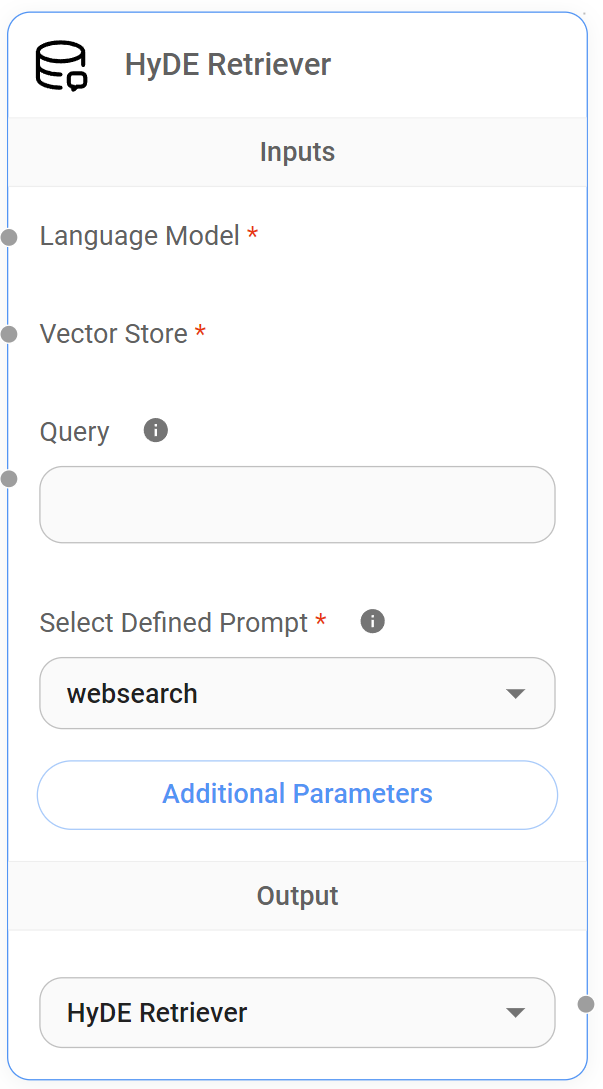 HyDE Retriever
Inputs
Language Model *
Vector Store *
Query
Select Defined Prompt *
websearch
Additional Parameters
Output
HyDE Retriever